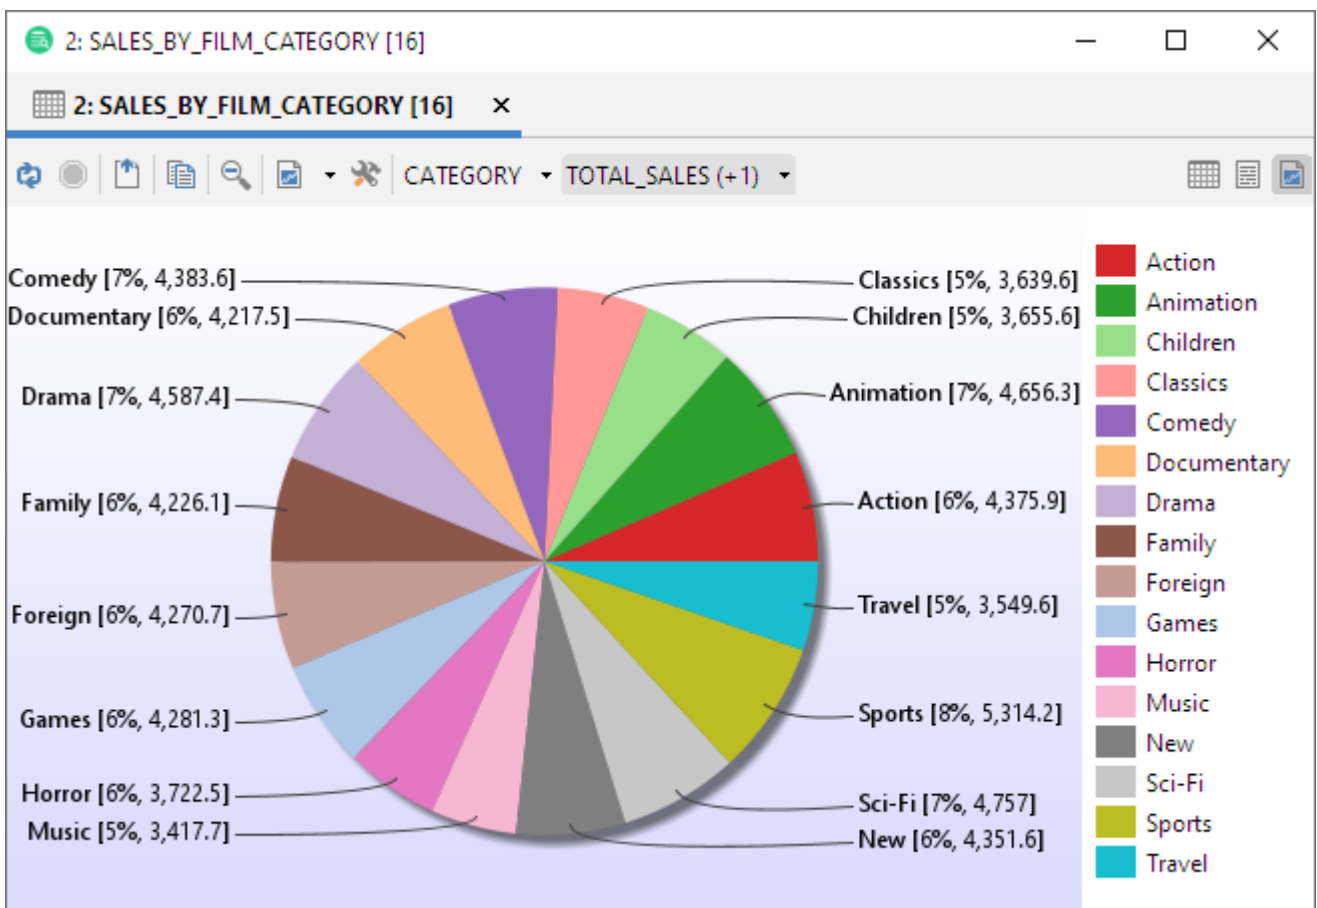 2: SALES_BY_FILM_CATEGORY [16]
2: SALES_BY_FILM_CATEGORY [16]
CATEGORY TOTAL_SALES (+1)
Comedy [7%, 4,383.6]
Documentary [6%, 4,217.5]
Drama [7%, 4,587.4]
Family [6%, 4,226.1]
Foreign [6%, 4,270.7]
Games [6%, 4,281.3]
Horror [6%, 3,722.5]
Music [5%, 3,417.7]
Classics [5%, 3,639.6]
Children [5%, 3,655.6]
Animation [7%, 4,656.3]
Action [6%, 4,375.9]
Travel [5%, 3,549.6]
Sports [8%, 5,314.2]
Sci-Fi [7%, 4,757]
New [6%, 4,351.6]
Action
Animation
Children
Classics
Comedy
Documentary
Drama
Family
Foreign
Games
Horror
Music
New
Sci-Fi
Sports
Travel